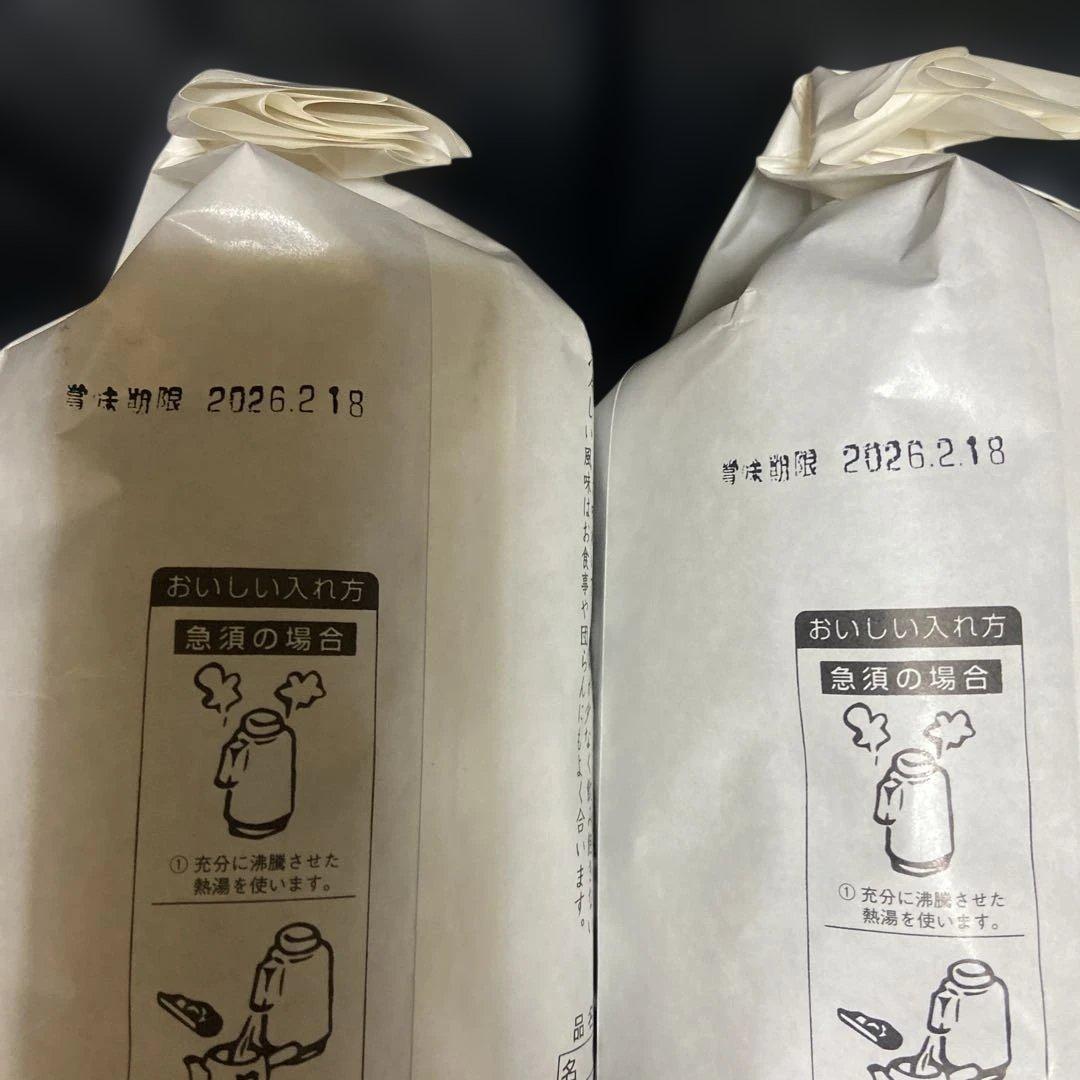 賞味期限 2026.2.18
おいしい入れ方
急須の場合
① 充分に沸騰させた
熱湯を使います。
い風味はお食事や団らんにもよく合います。
品
名
賞味期限 2026.2.18
おいしい入れ方
急須の場合
① 充分に沸騰させた
熱湯を使います。